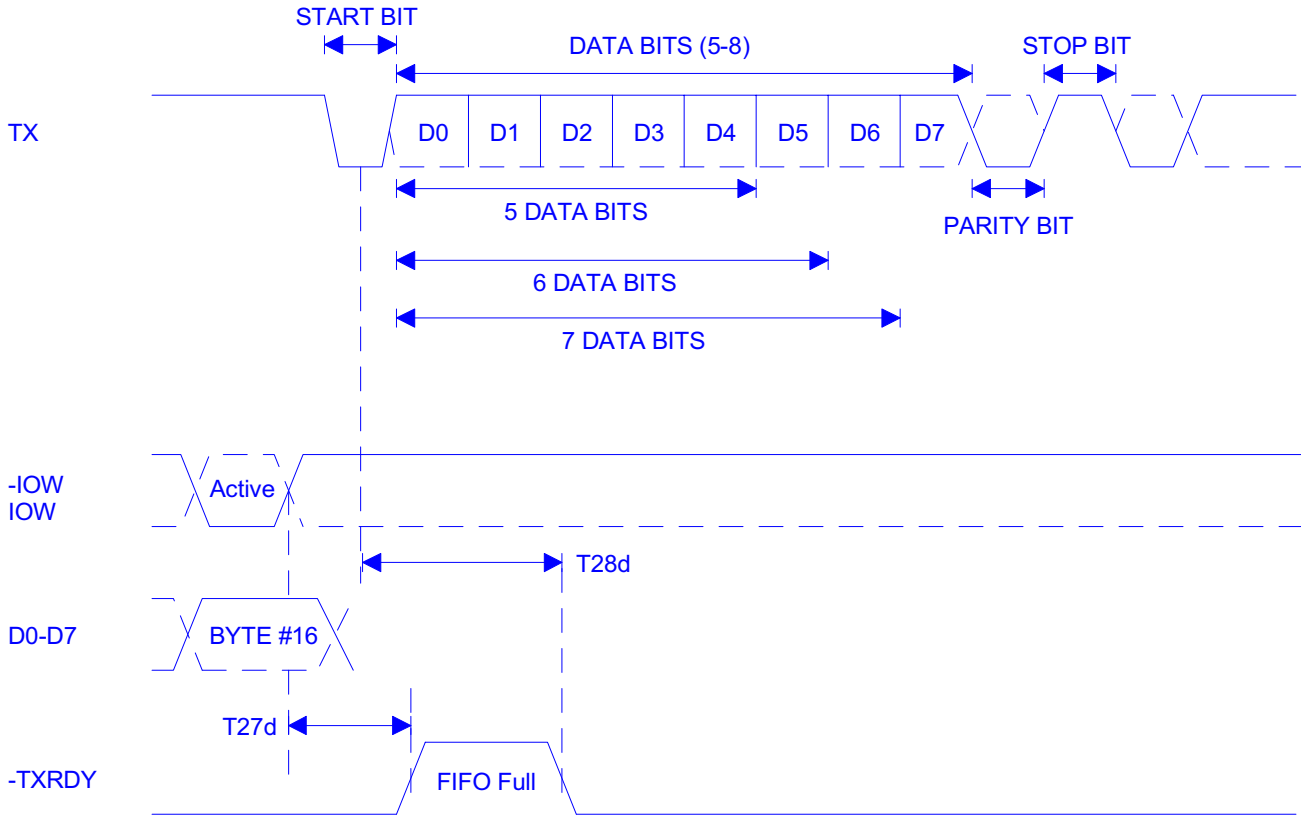 START BIT
DATA BITS (5-8)
STOP BIT
TX
D0 D1 D2 D3 D4 D5 D6 D7
5 DATA BITS
PARITY BIT
6 DATA BITS
7 DATA BITS
-IOW
IOW
Active
T28d
D0-D7
BYTE #16
T27d
-TXRDY
FIFO Full